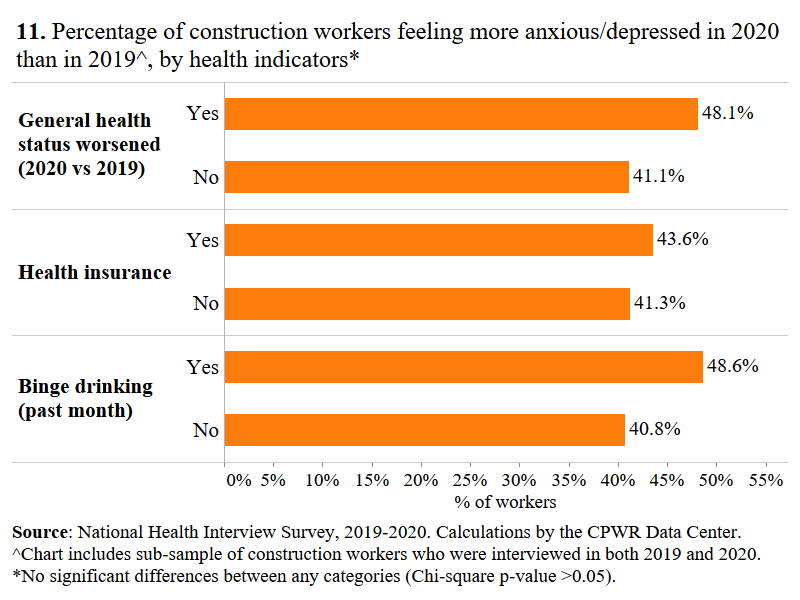 11. Percentage of construction workers feeling more anxious/depressed in 2020
than in 2019^, by health indicators*
General health
status worsened
(2020 vs 2019)
Yes 48.1%
No 41.1%
Health insurance
Yes 43.6%
No 41.3%
Binge drinking
(past month)
Yes 48.6%
No 40.8%
0% 5% 10% 15% 20% 25% 30% 35% 40% 45% 50% 55%
% of workers
Source: National Health Interview Survey, 2019-2020. Calculations by the CPWR Data Center.
^Chart includes sub-sample of construction workers who were interviewed in both 2019 and 2020.
*No significant differences between any categories (Chi-square p-value >0.05).